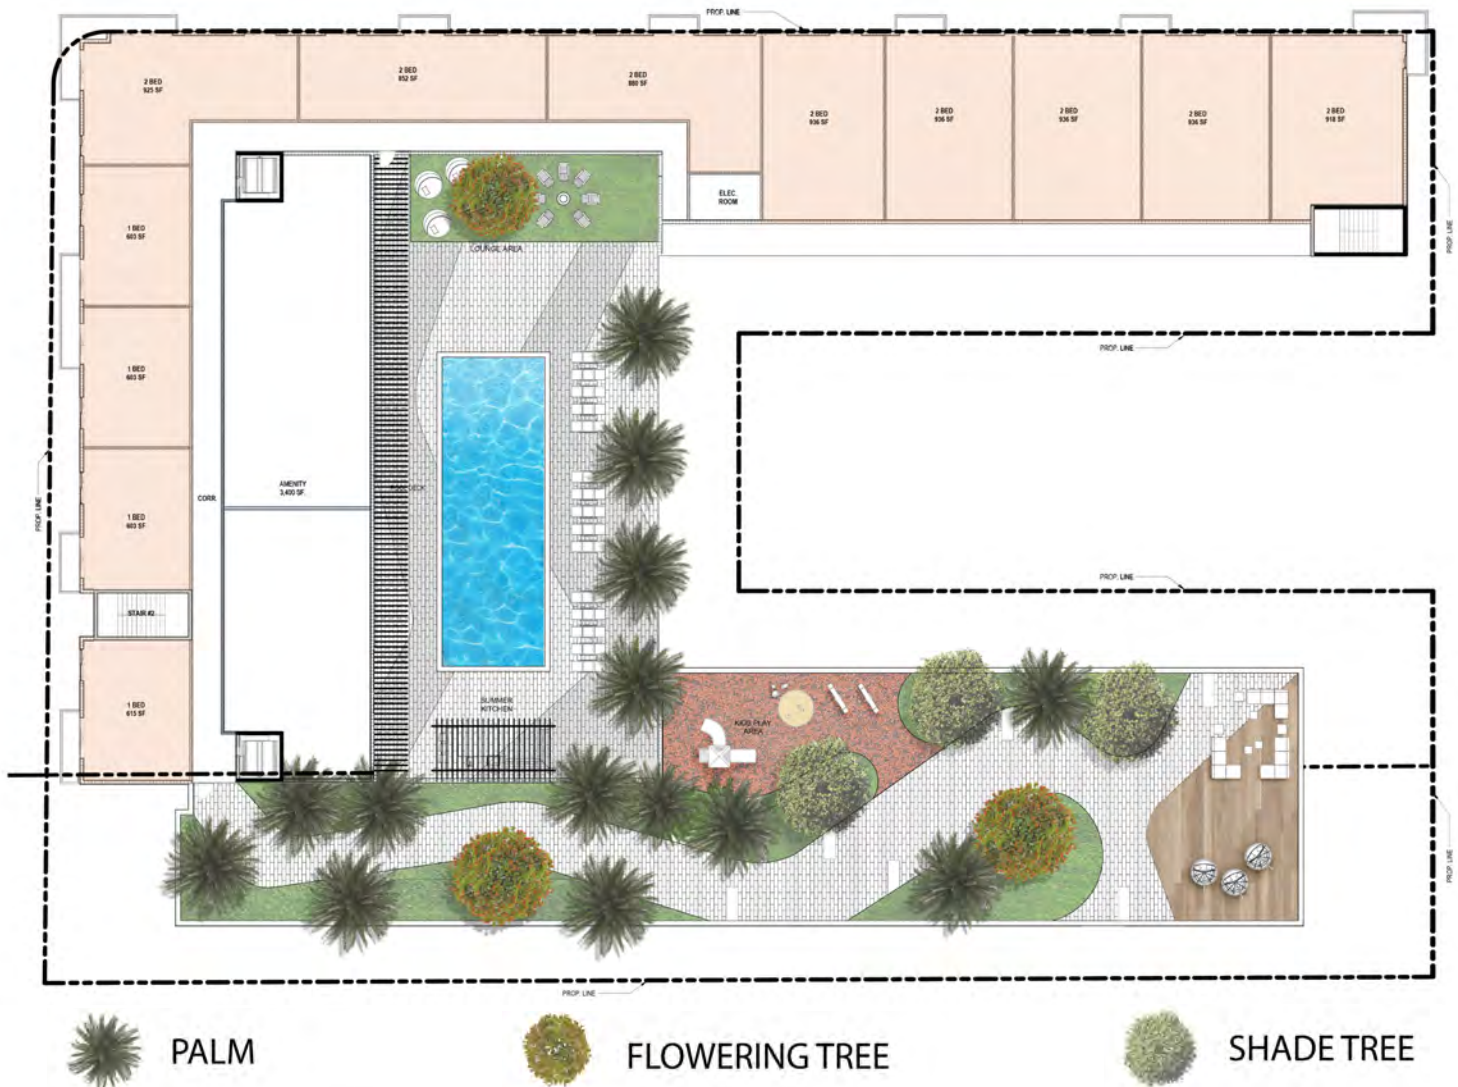 PROP. LINE
2 BED
925 SF
2 BED
852 SF
2 BED
880 SF
2 BED
936 SF
2 BED
936 SF
2 BED
936 SF
2 BED
936 SF
2 BED
918 SF
ELEC.
ROOM
1 BED
603 SF
LOUNGE AREA
PROP. LINE
PROP. LINE
1 BED
603 SF
AMENITY
3,400 SF.
CORR.
DECK
PROP. LINE
1 BED
603 SF
PROP. LINE
STAIR #2
1 BED
615 SF
SUMMER
KITCHEN
KIDS PLAY
AREA
PROP. LINE
PROP. LINE
PALM
FLOWERING TREE
SHADE TREE